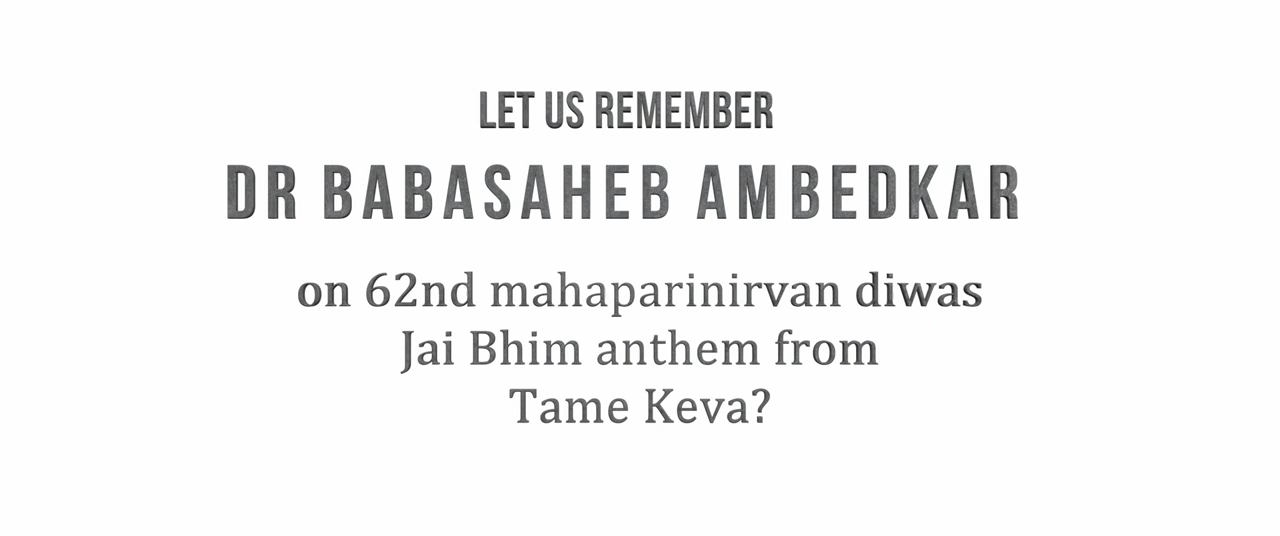 LET US REMEMBER
DR BABASAHEB AMBEDKAR
on 62nd mahaparinirvan diwas
Jai Bhim anthem from
Tame Keva?